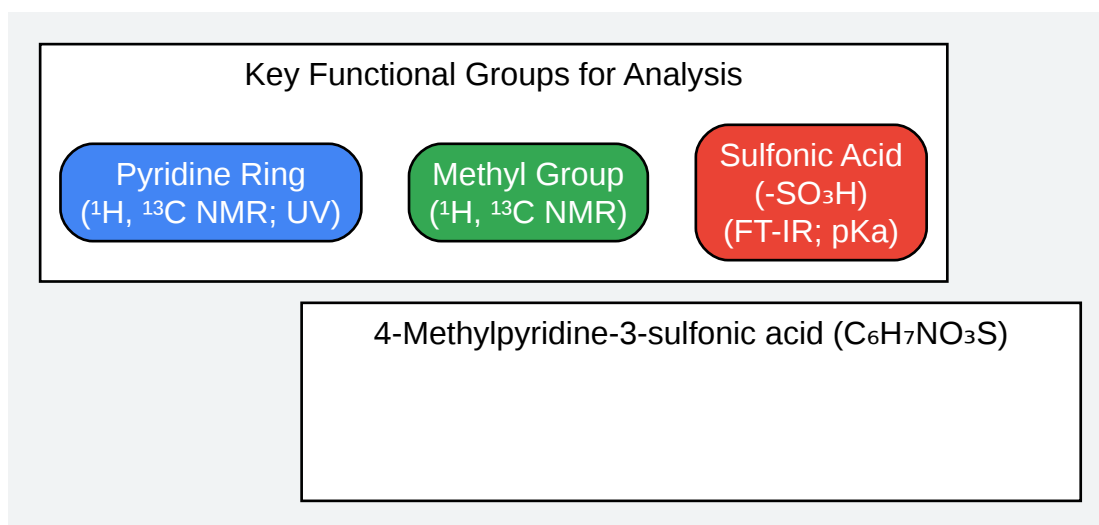 Key Functional Groups for Analysis
Pyridine Ring
(¹H, ¹³C NMR; UV)
Methyl Group
(¹H, ¹³C NMR)
Sulfonic Acid
(-SO₃H)
(FT-IR; pKa)
4-Methylpyridine-3-sulfonic acid (C₆H₇NO₃S)